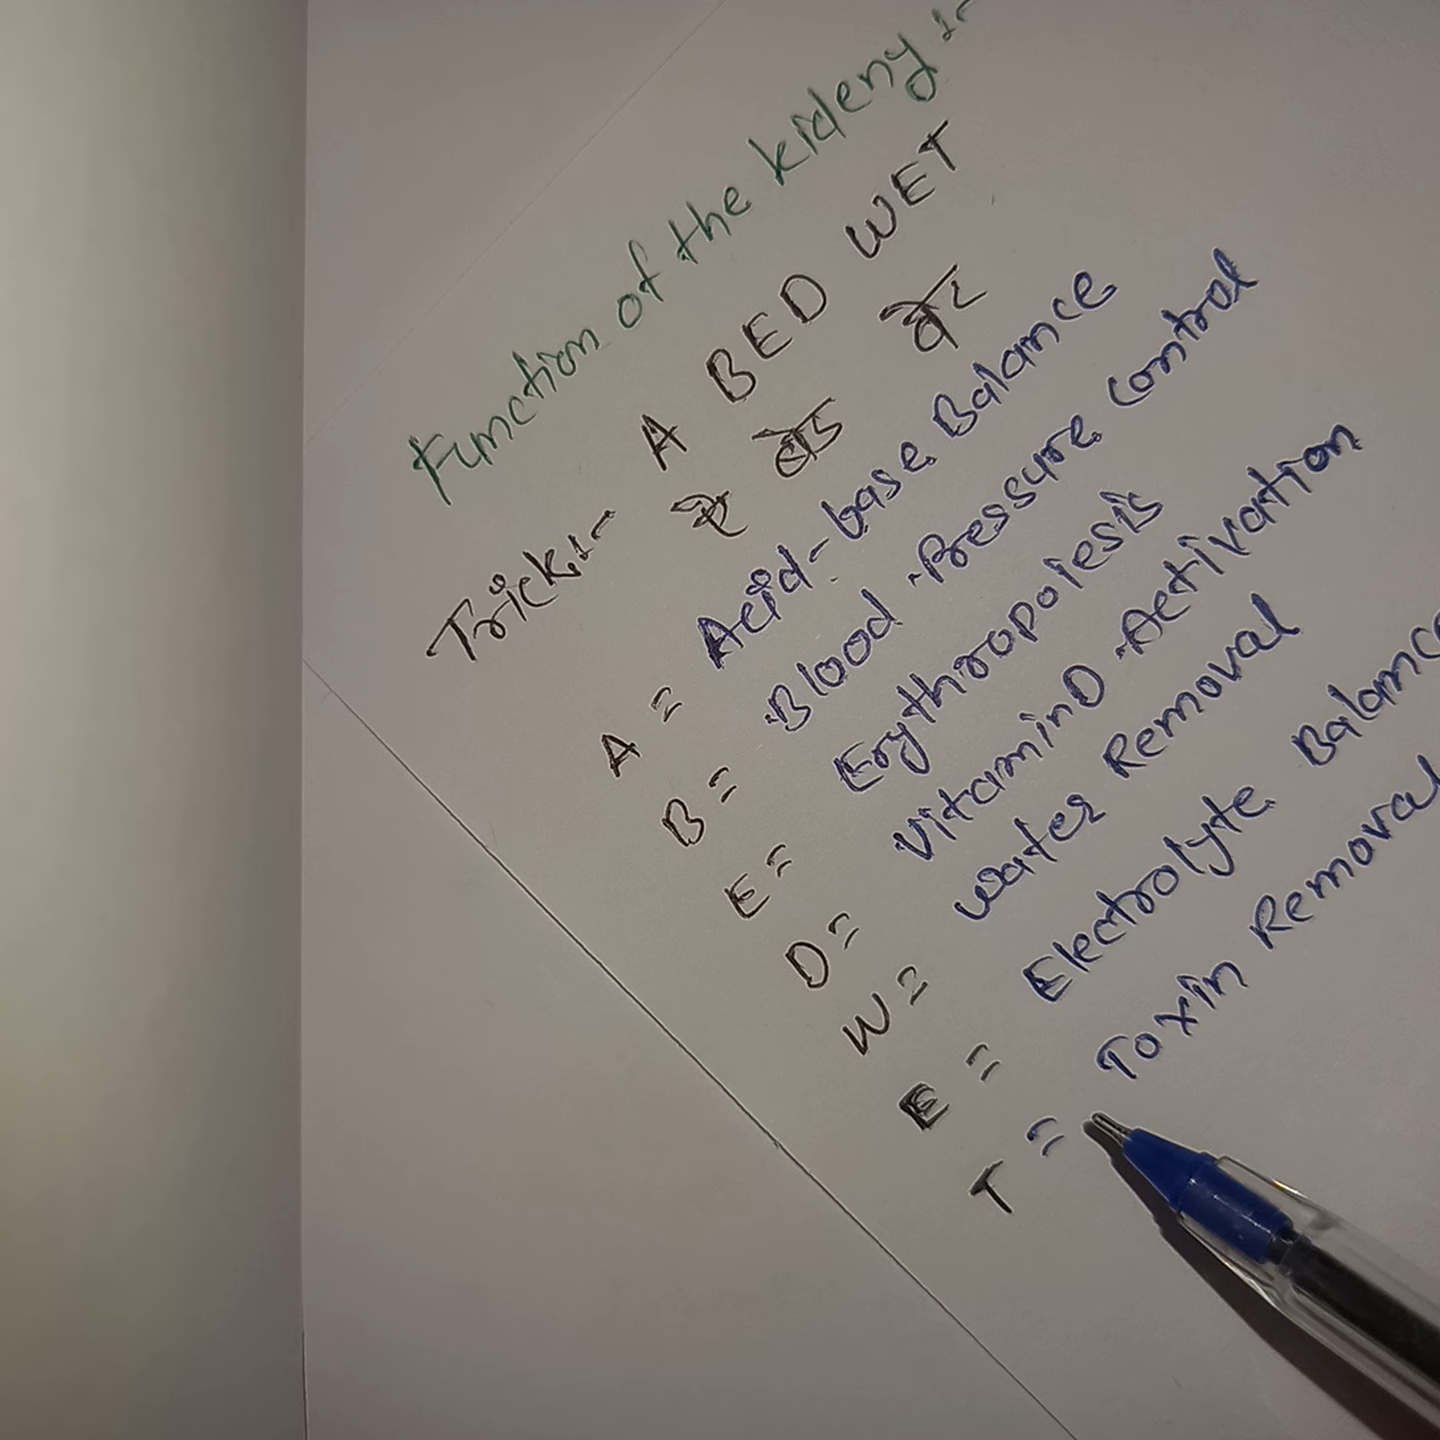 Function of the kideny :-
Trick:- A BED WET
ए बेड वेट
A = Acid-base Balance
B = Blood Pressure Control
E = Erythropoiesis
D = Vitamin D Activation
W = Water Removal
E = Electrolyte Balance
T = Toxin Removal